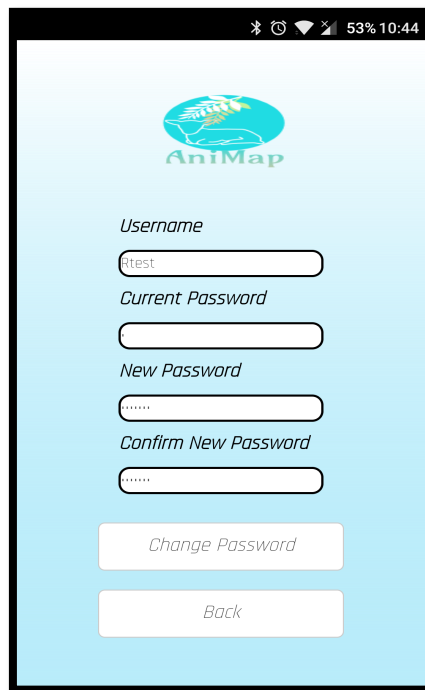 53% 10:44
AniMap
Username
Rtest
Current Password
New Password
Confirm New Password
Change Password
Back